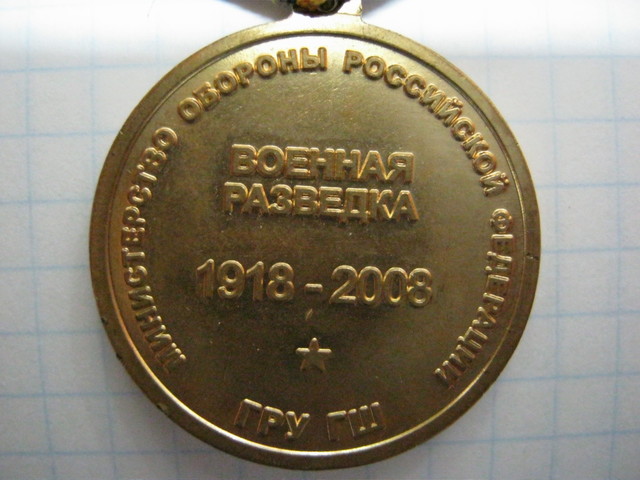 МИНИСТЕРСТВО ОБОРОНЫ РОССИЙСКОЙ ФЕДЕРАЦИИ
ВОЕННАЯ
РАЗВЕДКА
1918-2008
ГРУ ГШ